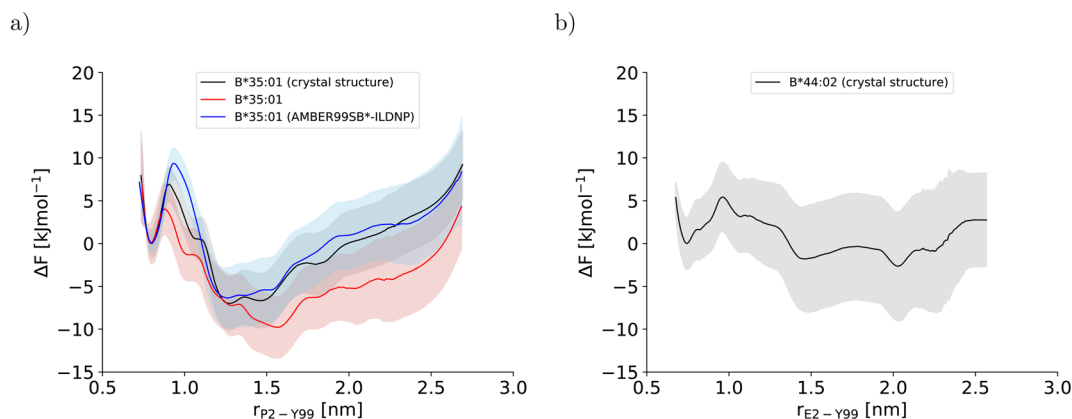 a)
B*35:01 (crystal structure)
B*35:01
B*35:01 (AMBER99SB*-ILDNP)
20
15
10
5
0
−5
−10
−15
ΔF [kJmol⁻¹]
0.5 1.0 1.5 2.0 2.5 3.0
r_P2−Y99 [nm]
b)
B*44:02 (crystal structure)
20
15
10
5
0
−5
−10
−15
ΔF [kJmol⁻¹]
0.5 1.0 1.5 2.0 2.5 3.0
r_E2−Y99 [nm]